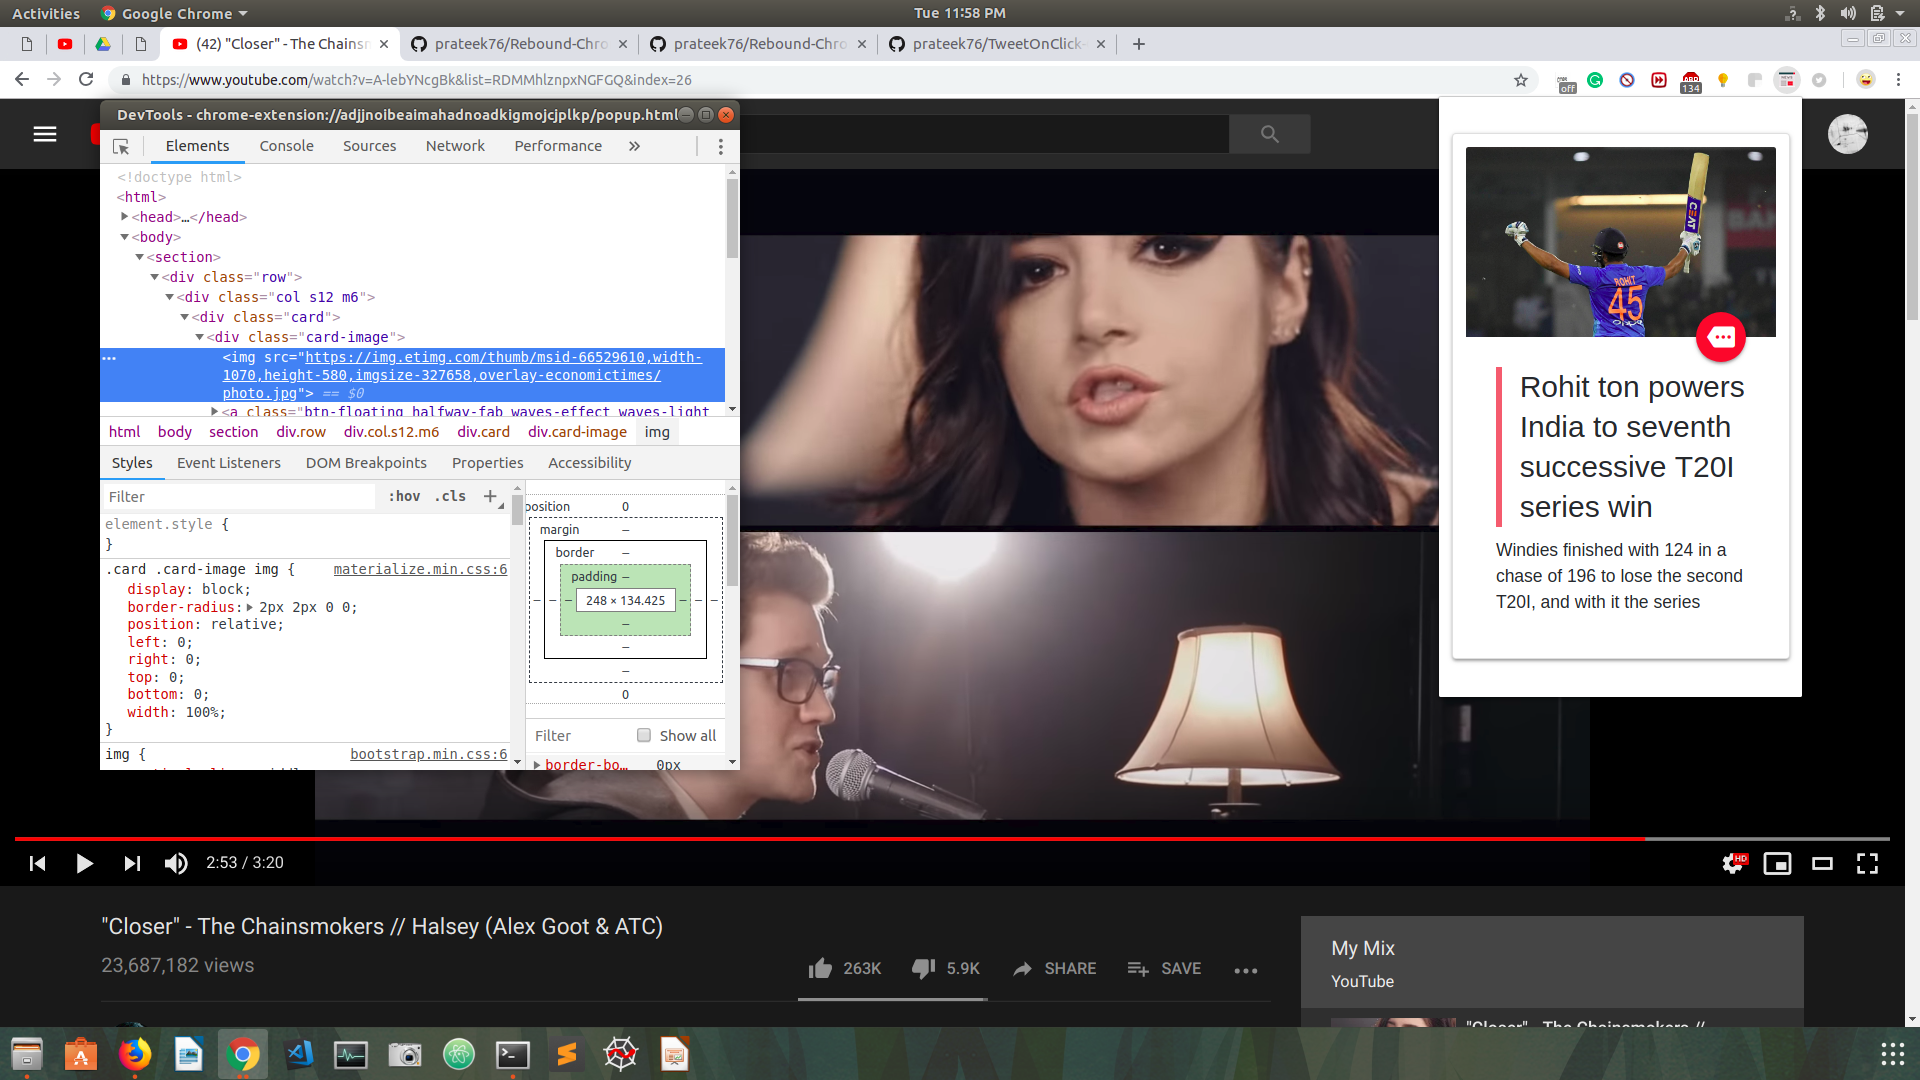 Activities
Google Chrome
Tue 11:58 PM
(42) "Closer" - The Chainsm
prateek76/Rebound-Chro
prateek76/Rebound-Chro
prateek76/TweetOnClick-
https://www.youtube.com/watch?v=A-lebYNcgBk&list=RDMMhlznpxNGFGQ&index=26
off
134
DevTools - chrome-extension://adjjnoibeaimahadnoadkigmojcjplkp/popup.html
Elements
Console
Sources
Network
Performance
<!doctype html>
<html>
<head>…</head>
<body>
<section>
<div class="row">
<div class="col s12 m6">
<div class="card">
<div class="card-image">
<img src="https://img.etimg.com/thumb/msid-66529610,width-
1070,height-580,imgsize-327658,overlay-economictimes/
photo.jpg"> == $0
<a class="btn-floating halfway-fab waves-effect waves-light
html body section div.row div.col.s12.m6 div.card div.card-image img
Styles
Event Listeners
DOM Breakpoints
Properties
Accessibility
Filter
:hov .cls +
element.style {
}
.card .card-image img {
materialize.min.css:6
display: block;
border-radius: 2px 2px 0 0;
position: relative;
left: 0;
right: 0;
top: 0;
bottom: 0;
width: 100%;
}
img {
bootstrap.min.css:6
position 0
margin –
border –
padding –
– – – 248 × 134.425 – – –
–
–
–
0
Filter
Show all
border-bo… 0px
CEAT
ROHIT
45
oppo
Rohit ton powers
India to seventh
successive T20I
series win
Windies finished with 124 in a
chase of 196 to lose the second
T20I, and with it the series
2:53 / 3:20
HD
"Closer" - The Chainsmokers // Halsey (Alex Goot & ATC)
23,687,182 views
263K
5.9K
SHARE
SAVE
My Mix
YouTube
"Closer" - The Chainsmokers //